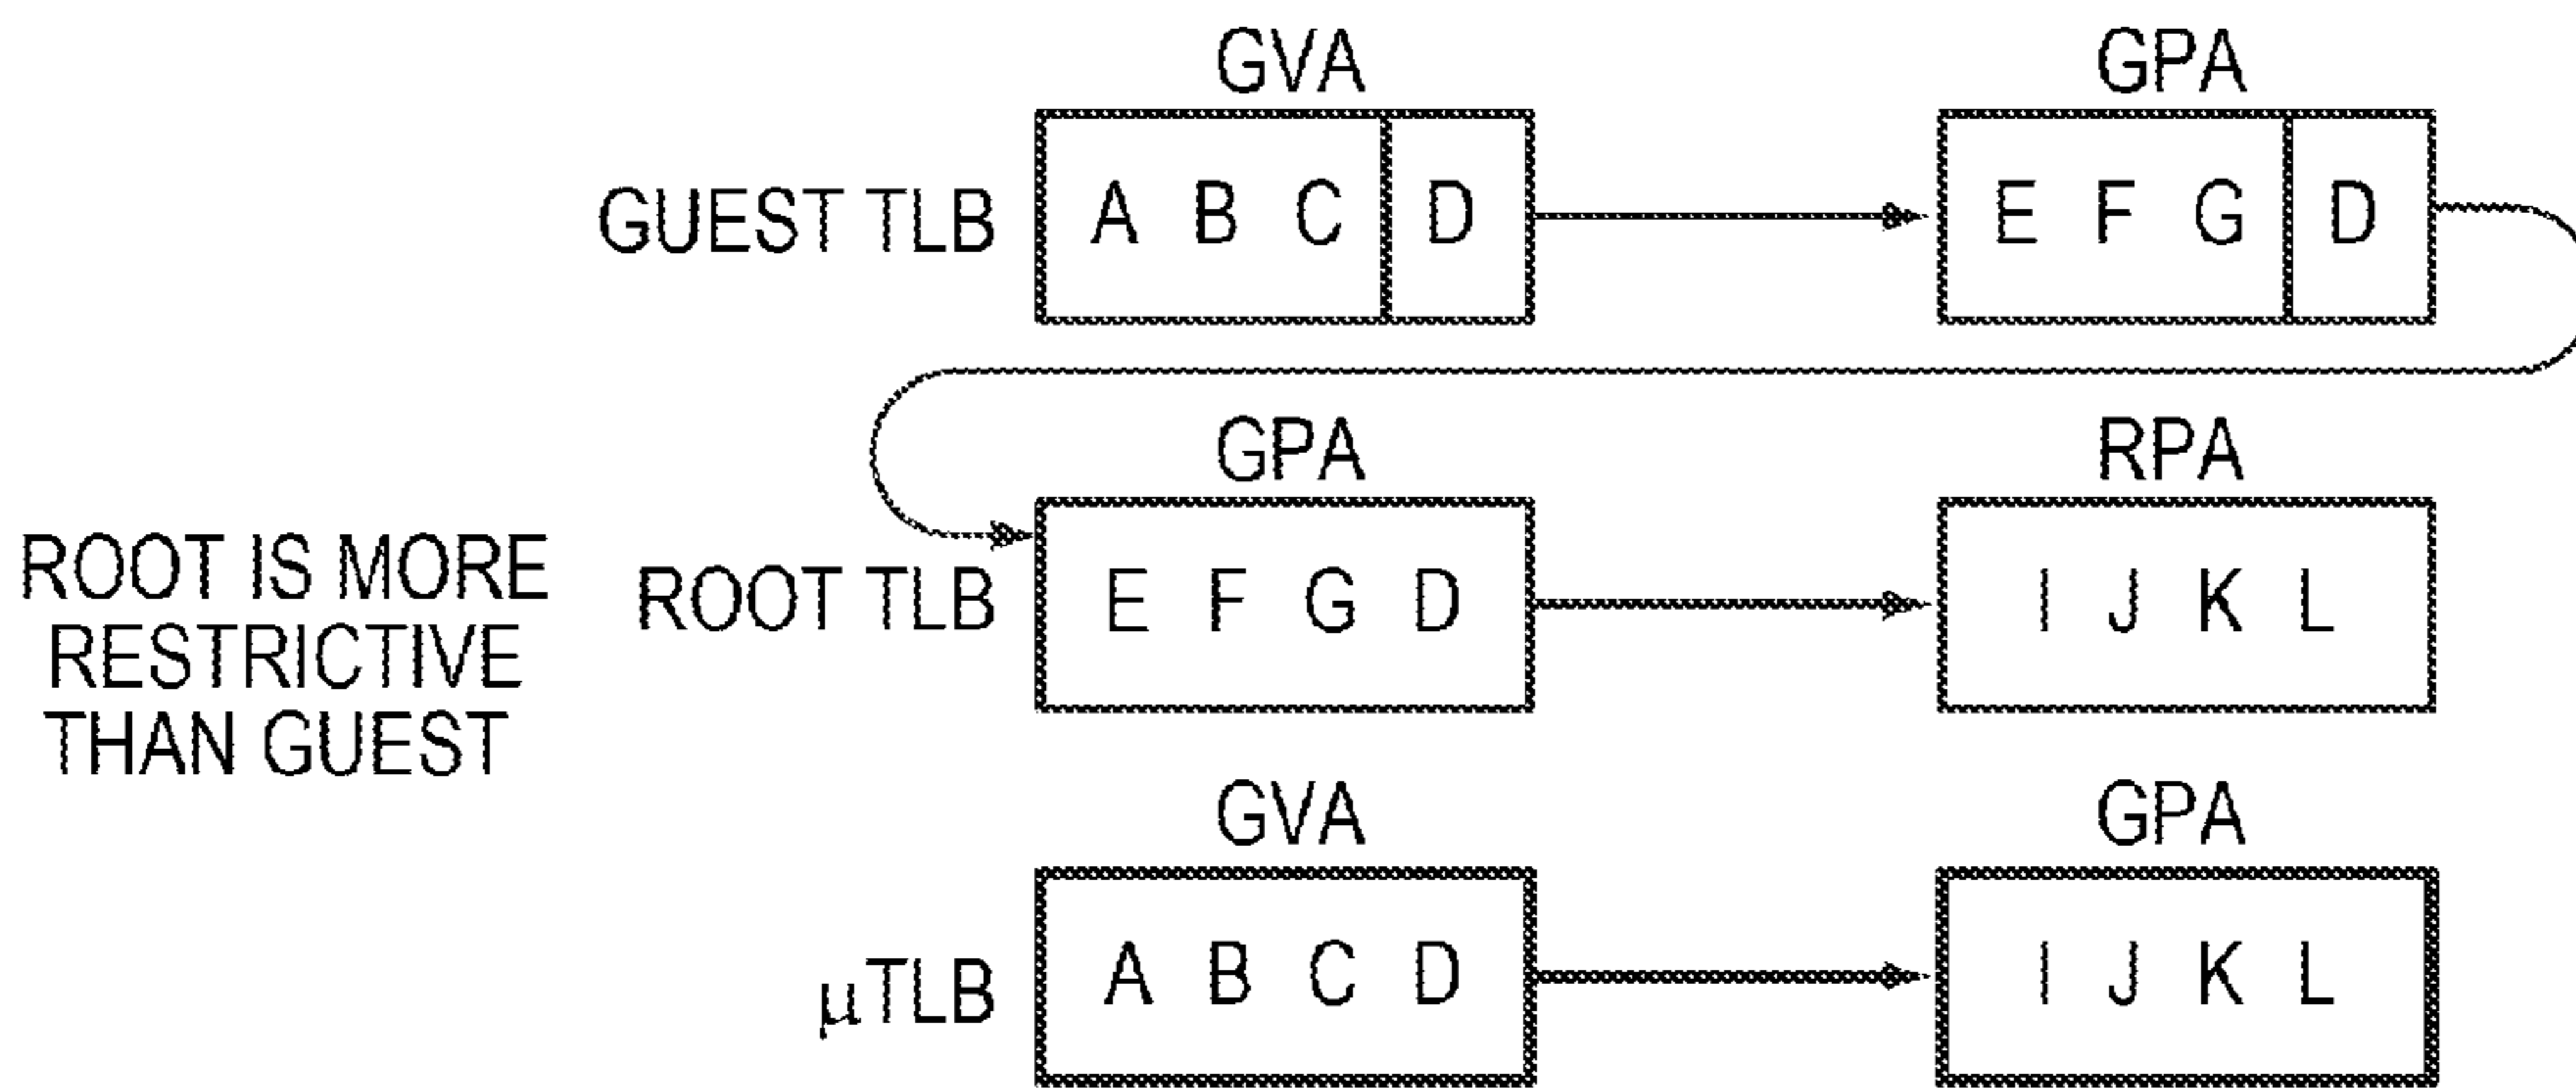 GVA GPA
GUEST TLB A B C D E F G D
GPA RPA
ROOT IS MORE
RESTRICTIVE
THAN GUEST
ROOT TLB E F G D I J K L
GVA GPA
μTLB A B C D I J K L